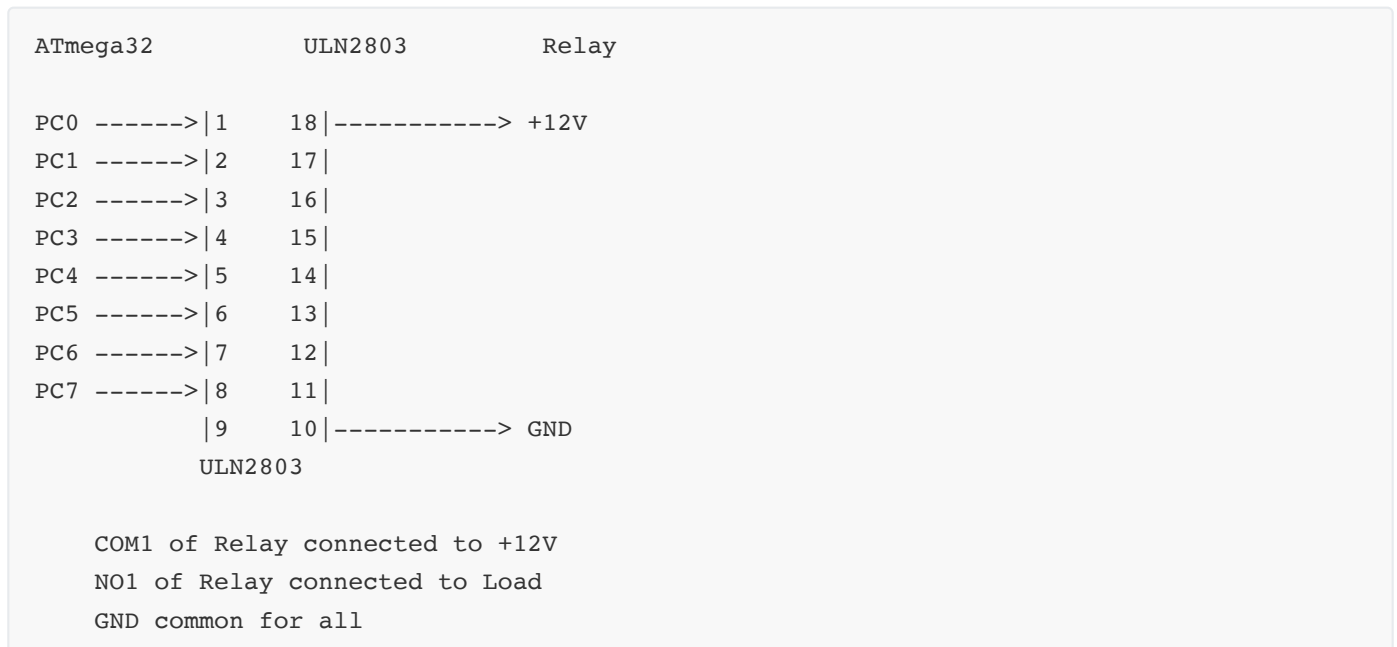 ATmega32          ULN2803         Relay
PC0 ------>|1    18|-----------> +12V
PC1 ------>|2    17|
PC2 ------>|3    16|
PC3 ------>|4    15|
PC4 ------>|5    14|
PC5 ------>|6    13|
PC6 ------>|7    12|
PC7 ------>|8    11|
           |9    10|-----------> GND
           ULN2803
    COM1 of Relay connected to +12V
    NO1 of Relay connected to Load
    GND common for all